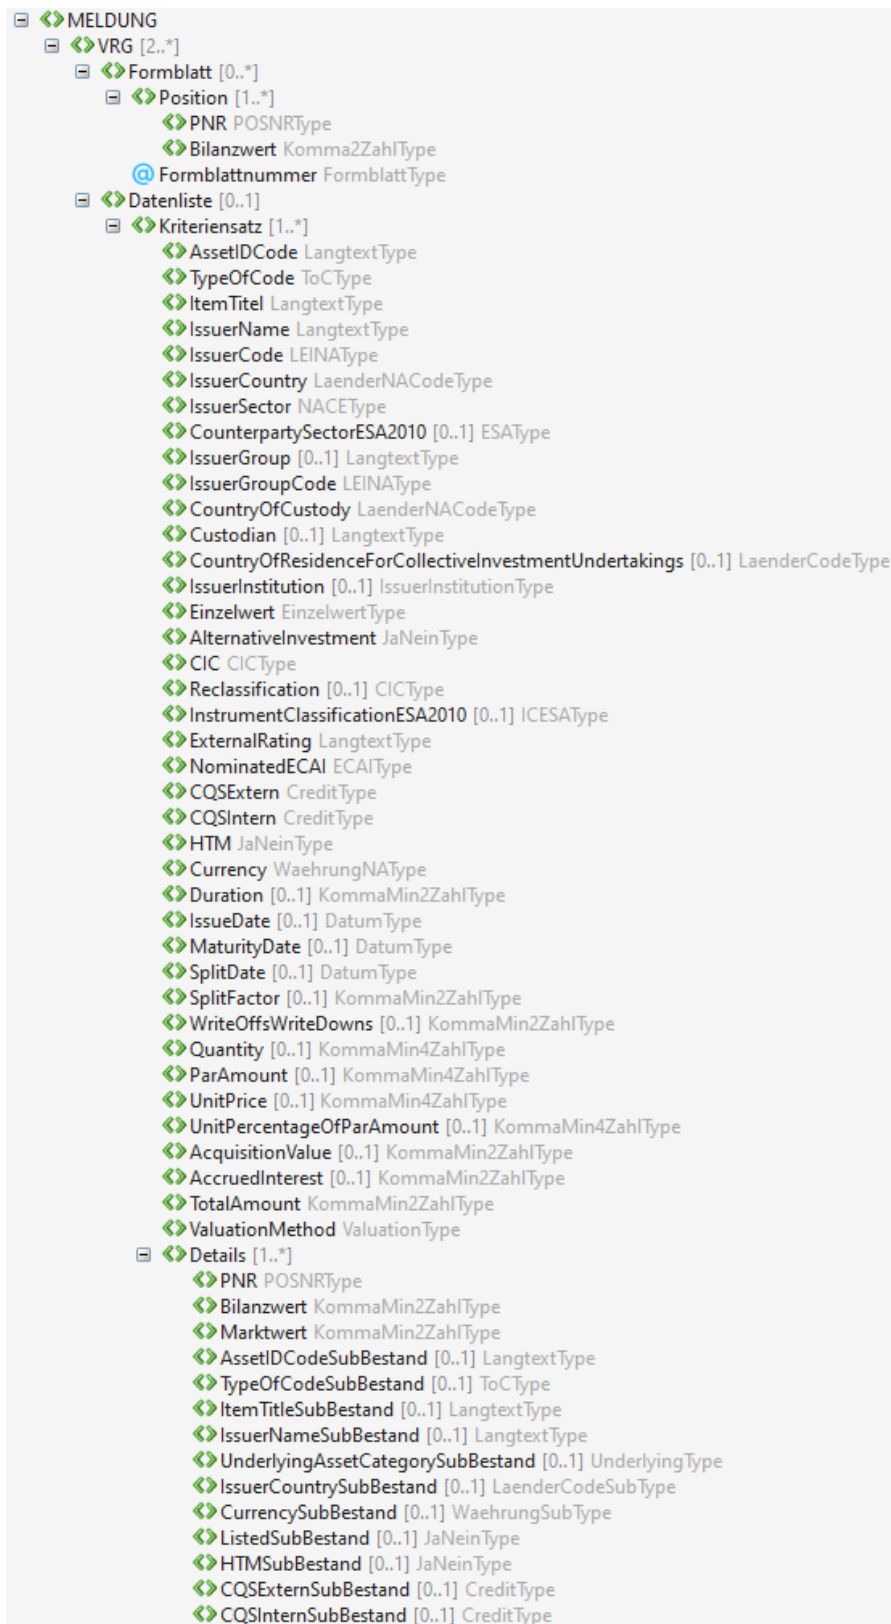 MELDUNG
VRG [2..*]
Formblatt [0..*]
Position [1..*]
PNR POSNRType
Bilanzwert Komma2ZahlType
@ Formblattnummer FormblattType
Datenliste [0..1]
Kriteriensatz [1..*]
AssetIDCode LangtextType
TypeOfCode ToCType
ItemTitel LangtextType
IssuerName LangtextType
IssuerCode LEINAType
IssuerCountry LaenderNACodeType
IssuerSector NACEType
CounterpartySectorESA2010 [0..1] ESAType
IssuerGroup [0..1] LangtextType
IssuerGroupCode LEINAType
CountryOfCustody LaenderNACodeType
Custodian [0..1] LangtextType
CountryOfResidenceForCollectiveInvestmentUndertakings [0..1] LaenderCodeType
IssuerInstitution [0..1] IssuerInstitutionType
Einzelwert EinzelwertType
AlternativeInvestment JaNeinType
CIC CICType
Reclassification [0..1] CICType
InstrumentClassificationESA2010 [0..1] ICESAType
ExternalRating LangtextType
NominatedECAI ECAIType
CQSExtern CreditType
CQSIntern CreditType
HTM JaNeinType
Currency WaehrungNAType
Duration [0..1] KommaMin2ZahlType
IssueDate [0..1] DatumType
MaturityDate [0..1] DatumType
SplitDate [0..1] DatumType
SplitFactor [0..1] KommaMin2ZahlType
WriteOffsWriteDowns [0..1] KommaMin2ZahlType
Quantity [0..1] KommaMin4ZahlType
ParAmount [0..1] KommaMin4ZahlType
UnitPrice [0..1] KommaMin4ZahlType
UnitPercentageOfParAmount [0..1] KommaMin4ZahlType
AcquisitionValue [0..1] KommaMin2ZahlType
AccruedInterest [0..1] KommaMin2ZahlType
TotalAmount KommaMin2ZahlType
ValuationMethod ValuationType
Details [1..*]
PNR POSNRType
Bilanzwert KommaMin2ZahlType
Marktwert KommaMin2ZahlType
AssetIDCodeSubBestand [0..1] LangtextType
TypeOfCodeSubBestand [0..1] ToCType
ItemTitleSubBestand [0..1] LangtextType
IssuerNameSubBestand [0..1] LangtextType
UnderlyingAssetCategorySubBestand [0..1] UnderlyingType
IssuerCountrySubBestand [0..1] LaenderCodeSubType
CurrencySubBestand [0..1] WaehrungSubType
ListedSubBestand [0..1] JaNeinType
HTMSubBestand [0..1] JaNeinType
CQSExternSubBestand [0..1] CreditType
CQSInternSubBestand [0..1] CreditType